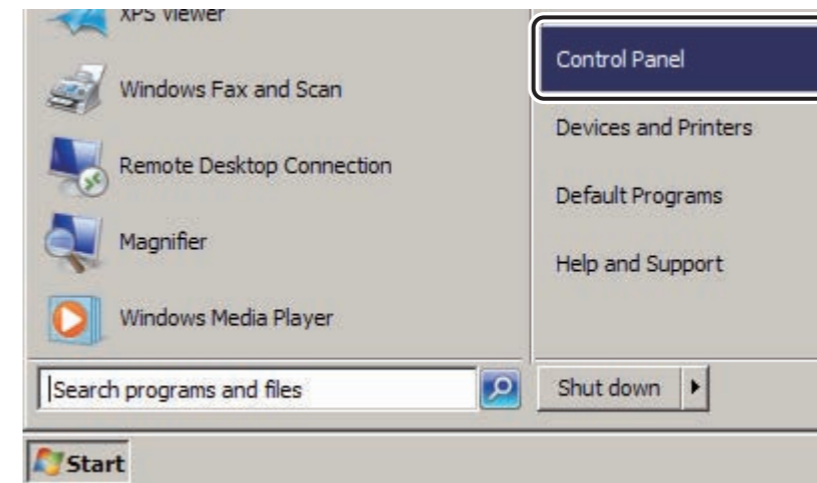 XPS Viewer
Windows Fax and Scan
Remote Desktop Connection
Magnifier
Windows Media Player
Search programs and files
Control Panel
Devices and Printers
Default Programs
Help and Support
Shut down
Start